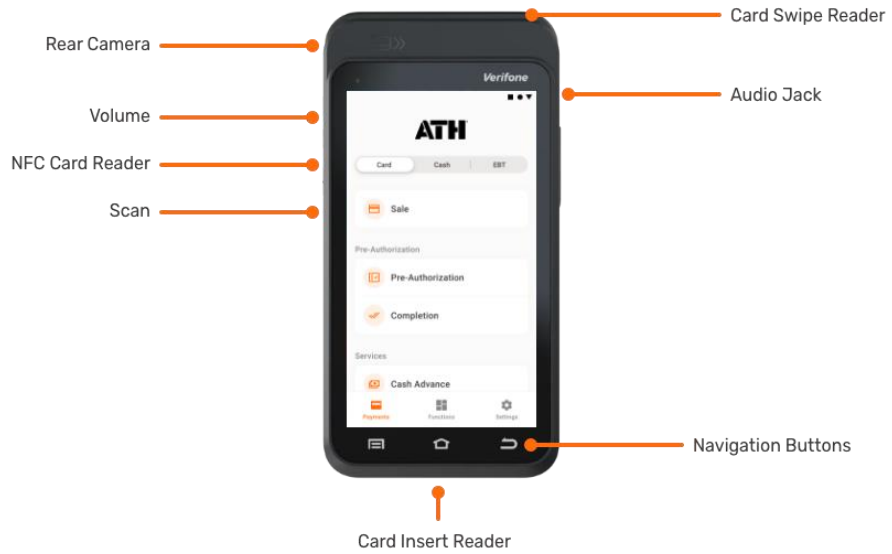 Card Swipe Reader
Rear Camera
Verifone
Audio Jack
Volume
ATH
NFC Card Reader
Card Cash EBT
Scan
Sale
Pre-Authorization
Pre-Authorization
Completion
Services
Cash Advance
Payments Functions Settings
Navigation Buttons
Card Insert Reader